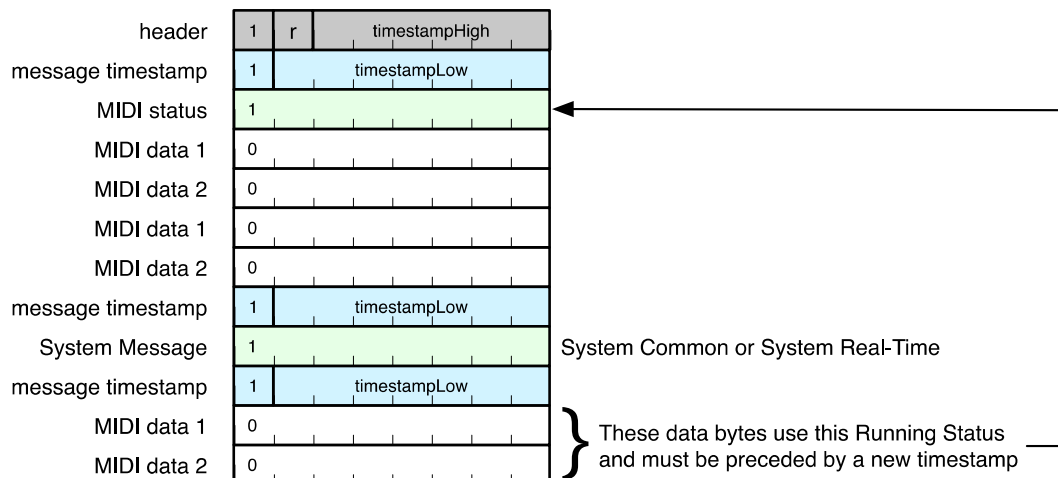 header 1 r timestampHigh
message timestamp 1 timestampLow
MIDI status 1
MIDI data 1 0
MIDI data 2 0
MIDI data 1 0
MIDI data 2 0
message timestamp 1 timestampLow
System Message 1 System Common or System Real-Time
message timestamp 1 timestampLow
MIDI data 1 0
MIDI data 2 0
These data bytes use this Running Status
and must be preceded by a new timestamp